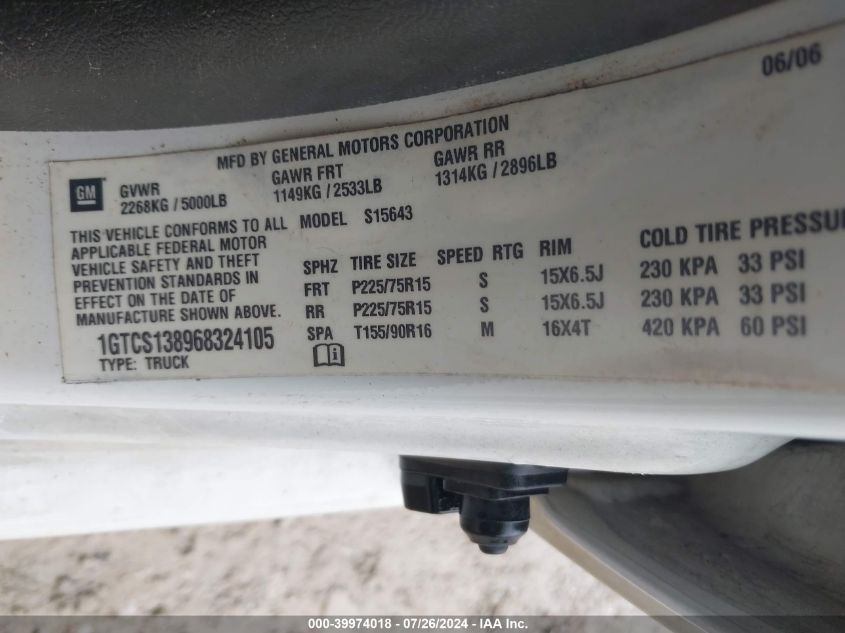 06/06
MFD BY GENERAL MOTORS CORPORATION
GM
GVWR GAWR FRT GAWR RR
2268KG / 5000LB 1149KG / 2533LB 1314KG / 2896LB
THIS VEHICLE CONFORMS TO ALL
APPLICABLE FEDERAL MOTOR
VEHICLE SAFETY AND THEFT
PREVENTION STANDARDS IN
EFFECT ON THE DATE OF
MANUFACTURE SHOWN ABOVE.
1GTCS138968324105
TYPE: TRUCK
MODEL S15643
SPHZ TIRE SIZE SPEED RTG RIM COLD TIRE PRESSU
FRT P225/75R15 S 15X6.5J 230 KPA 33 PSI
RR P225/75R15 S 15X6.5J 230 KPA 33 PSI
SPA T155/90R16 M 16X4T 420 KPA 60 PSI
000-39974018 - 07/26/2024 - IAA Inc.